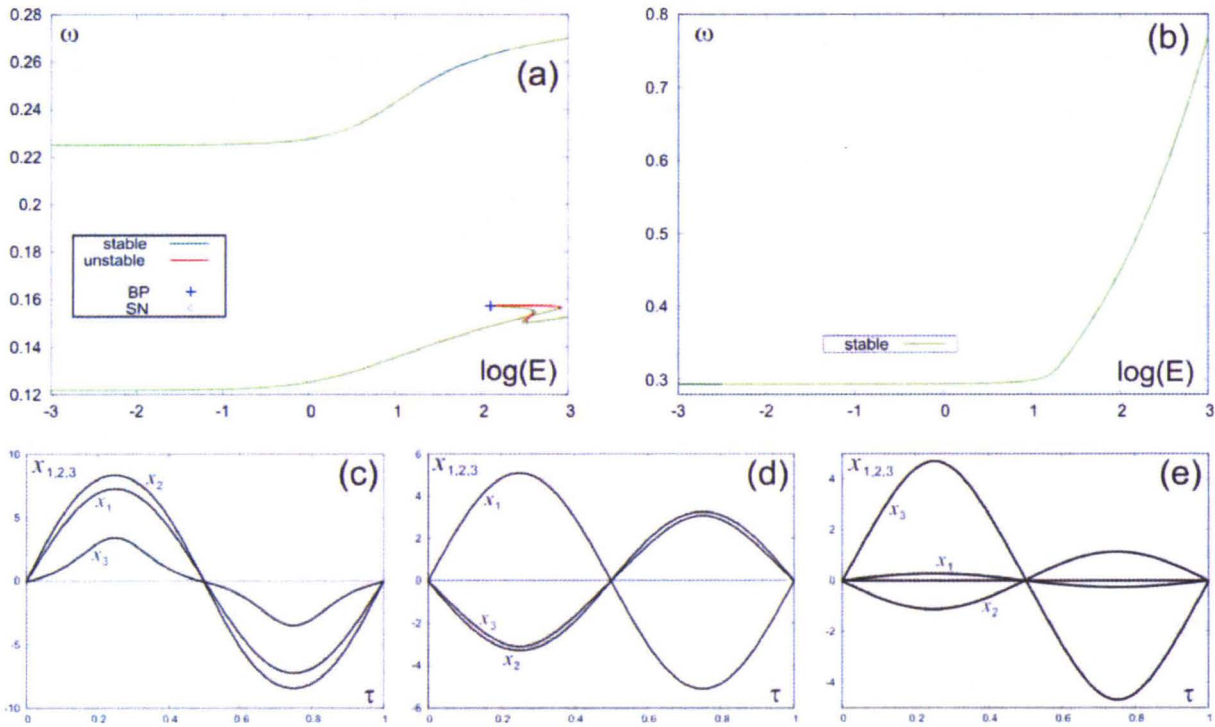 0.28
ω
(a)
0.26
0.24
0.22
0.2
0.18
stable
unstable
BP +
SN
0.16
0.14
log(E)
0.12
-3 -2 -1 0 1 2 3
0.8
ω
(b)
0.7
0.6
0.5
0.4
stable
log(E)
0.3
-3 -2 -1 0 1 2 3
10
x1,2,3
(c)
x2
x1
5
x3
0
-5
τ
-10
0 0.2 0.4 0.6 0.8 1
6
x1,2,3
(d)
x1
4
2
0
-2
x3
x2
-4
τ
-6
0 0.2 0.4 0.6 0.8 1
6
x1,2,3
(e)
4
x3
2
x1
0
x2
-2
-4
τ
0 0.2 0.4 0.6 0.8 1